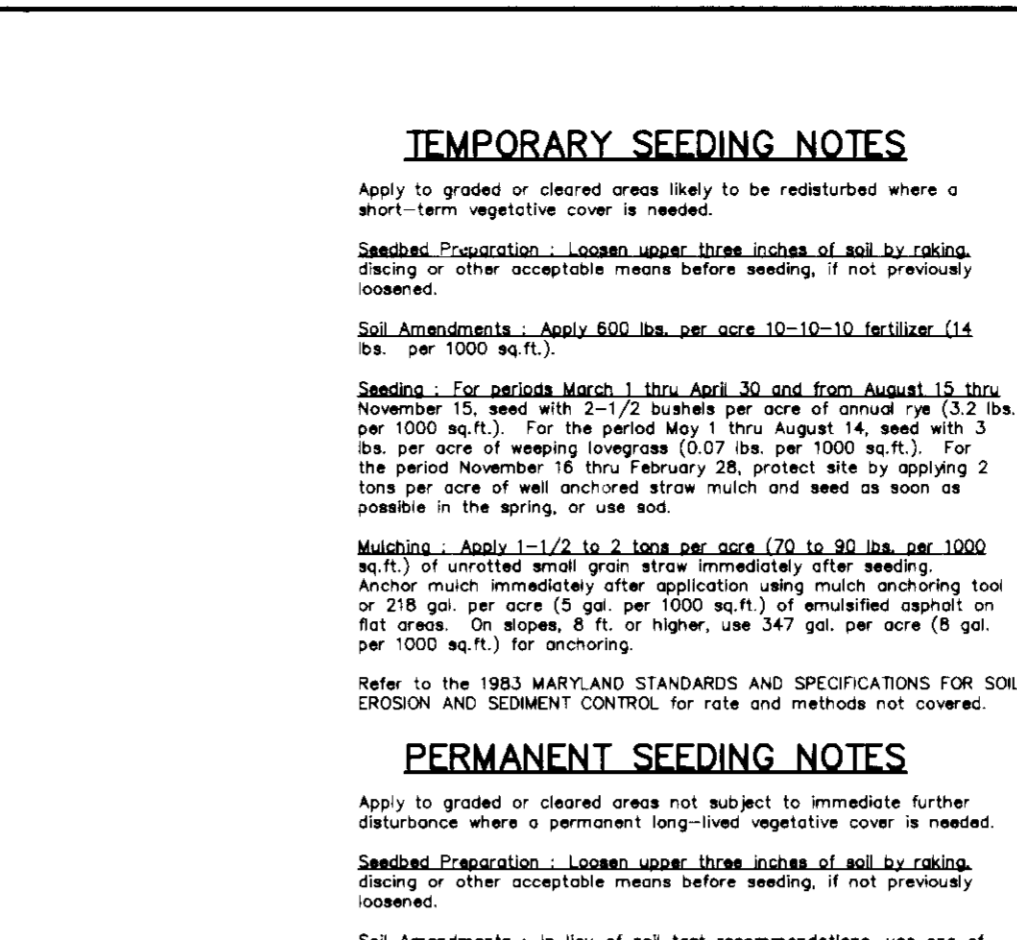 TEMPORARY SEEDING NOTES
Apply to graded or cleared areas likely to be redisturbed where a
short-term vegetative cover is needed.
Seedbed Preparation : Loosen upper three inches of soil by raking,
discing or other acceptable means before seeding, if not previously
loosened.
Soil Amendments : Apply 600 lbs. per acre 10-10-10 fertilizer (14
lbs. per 1000 sq.ft.).
Seeding : For periods March 1 thru April 30 and from August 15 thru
November 15, seed with 2-1/2 bushels per acre of annual rye (3.2 lbs.
per 1000 sq.ft.). For the period May 1 thru August 14, seed with 3
lbs. per acre of weeping lovegrass (0.07 lbs. per 1000 sq.ft.). For
the period November 16 thru February 28, protect site by applying 2
tons per acre of well anchored straw mulch and seed as soon as
possible in the spring, or use sod.
Mulching : Apply 1-1/2 to 2 tons per acre (70 to 90 lbs. per 1000
sq.ft.) of unrotted small grain straw immediately after seeding.
Anchor mulch immediately after application using mulch anchoring tool
or 218 gal. per acre (5 gal. per 1000 sq.ft.) of emulsified asphalt on
flat areas. On slopes, 8 ft. or higher, use 347 gal. per acre (8 gal.
per 1000 sq.ft.) for anchoring.
Refer to the 1983 MARYLAND STANDARDS AND SPECIFICATIONS FOR SOIL
EROSION AND SEDIMENT CONTROL for rate and methods not covered.
PERMANENT SEEDING NOTES
Apply to graded or cleared areas not subject to immediate further
disturbance where a permanent long-lived vegetative cover is needed.
Seedbed Preparation : Loosen upper three inches of soil by raking,
discing or other acceptable means before seeding, if not previously
loosened.
Soil Amendments : In lieu of soil test recommendations, use one of